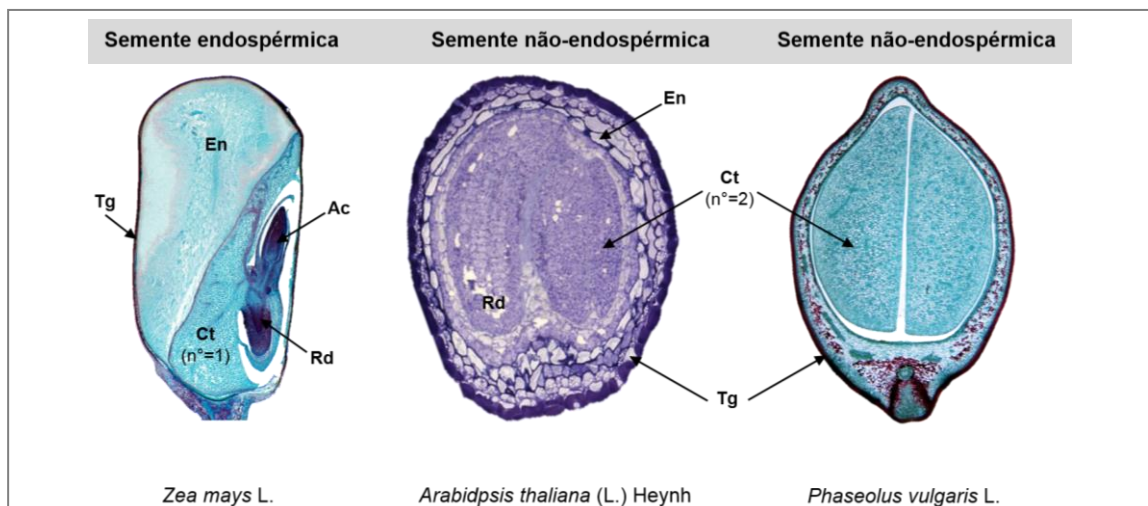 Semente endospérmica
Semente não-endospérmica
Semente não-endospérmica
En
Tg
Ac
Ct
(n°=1)
Rd
En
Ct
(n°=2)
Rd
Tg
Zea mays L.
Arabidpsis thaliana (L.) Heynh
Phaseolus vulgaris L.